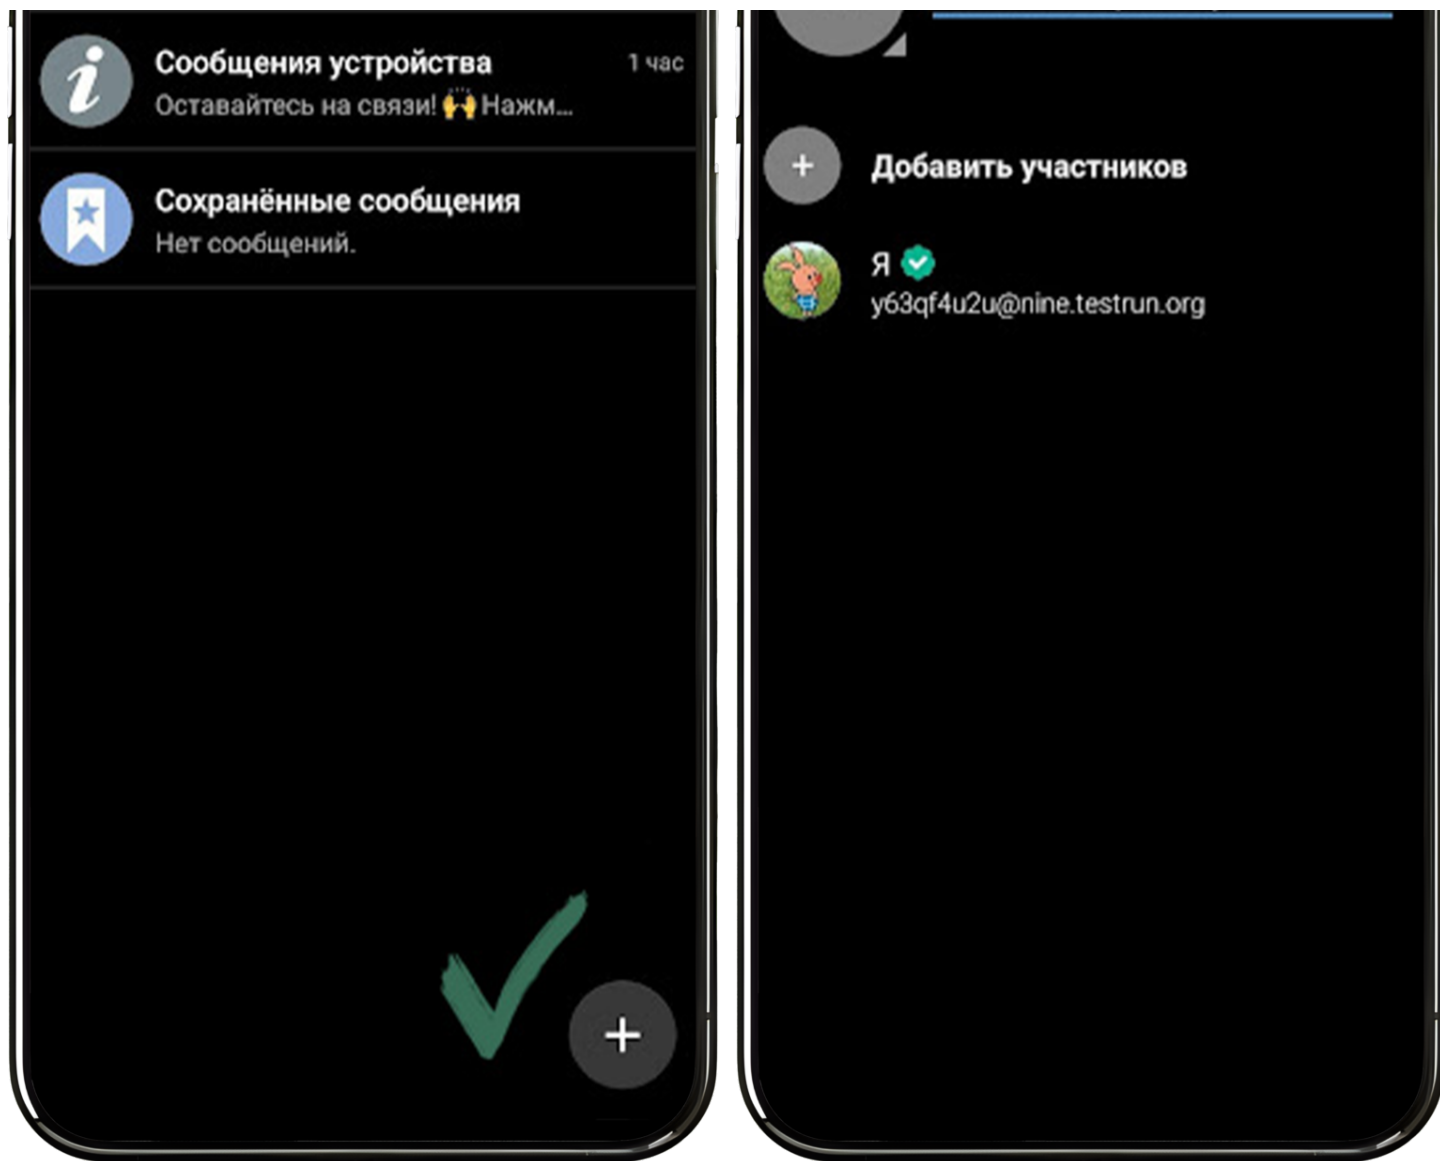 Сообщения устройства 1 час
Оставайтесь на связи! 🙌 Нажм...
Сохранённые сообщения
Нет сообщений.
Добавить участников
Я
y63qf4u2u@nine.testrun.org